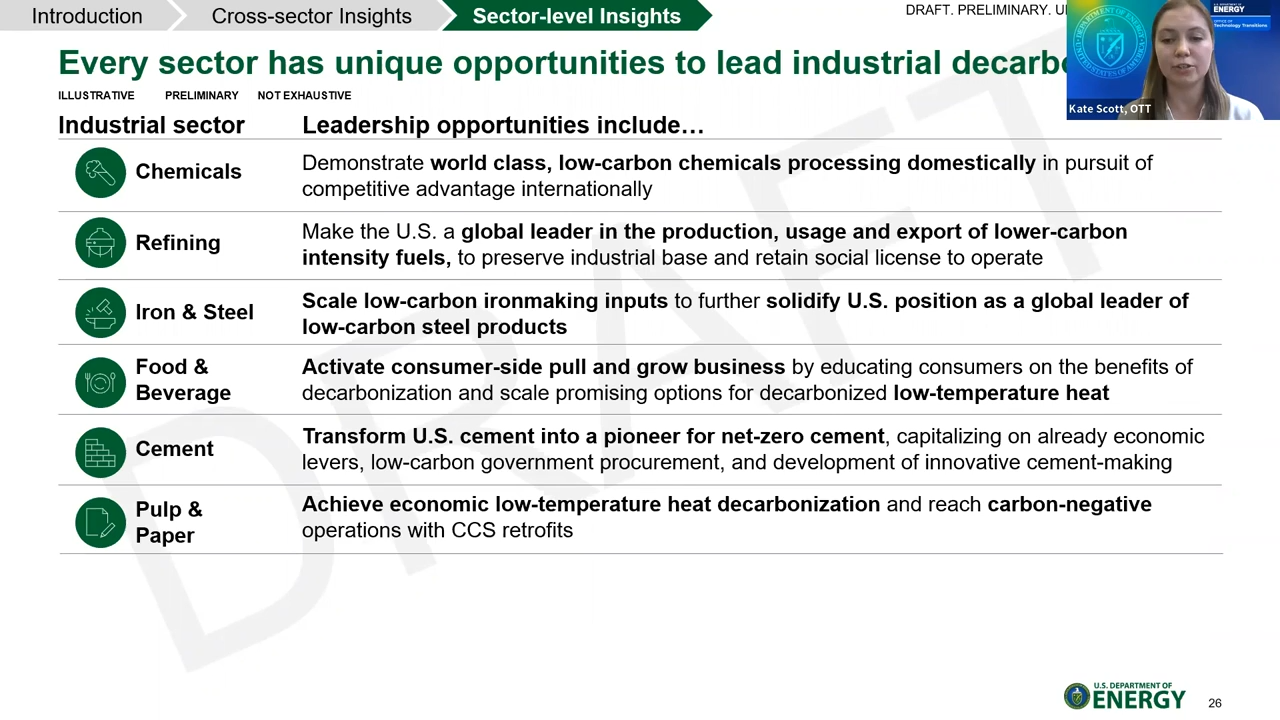 Introduction
Cross-sector Insights
Sector-level Insights
DRAFT. PRELIMINARY.
U.S. DEPARTMENT OF
ENERGY
OFFICE OF
Technology Transitions
Kate Scott, OTT
Every sector has unique opportunities to lead industrial
ILLUSTRATIVE PRELIMINARY NOT EXHAUSTIVE
Industrial sector
Leadership opportunities include…
Chemicals
Demonstrate world class, low-carbon chemicals processing domestically in pursuit of
competitive advantage internationally
Refining
Make the U.S. a global leader in the production, usage and export of lower-carbon
intensity fuels, to preserve industrial base and retain social license to operate
Iron & Steel
Scale low-carbon ironmaking inputs to further solidify U.S. position as a global leader of
low-carbon steel products
Food &
Beverage
Activate consumer-side pull and grow business by educating consumers on the benefits of
decarbonization and scale promising options for decarbonized low-temperature heat
Cement
Transform U.S. cement into a pioneer for net-zero cement, capitalizing on already economic
levers, low-carbon government procurement, and development of innovative cement-making
Pulp &
Paper
Achieve economic low-temperature heat decarbonization and reach carbon-negative
operations with CCS retrofits
DRAFT
U.S. DEPARTMENT OF
ENERGY
26